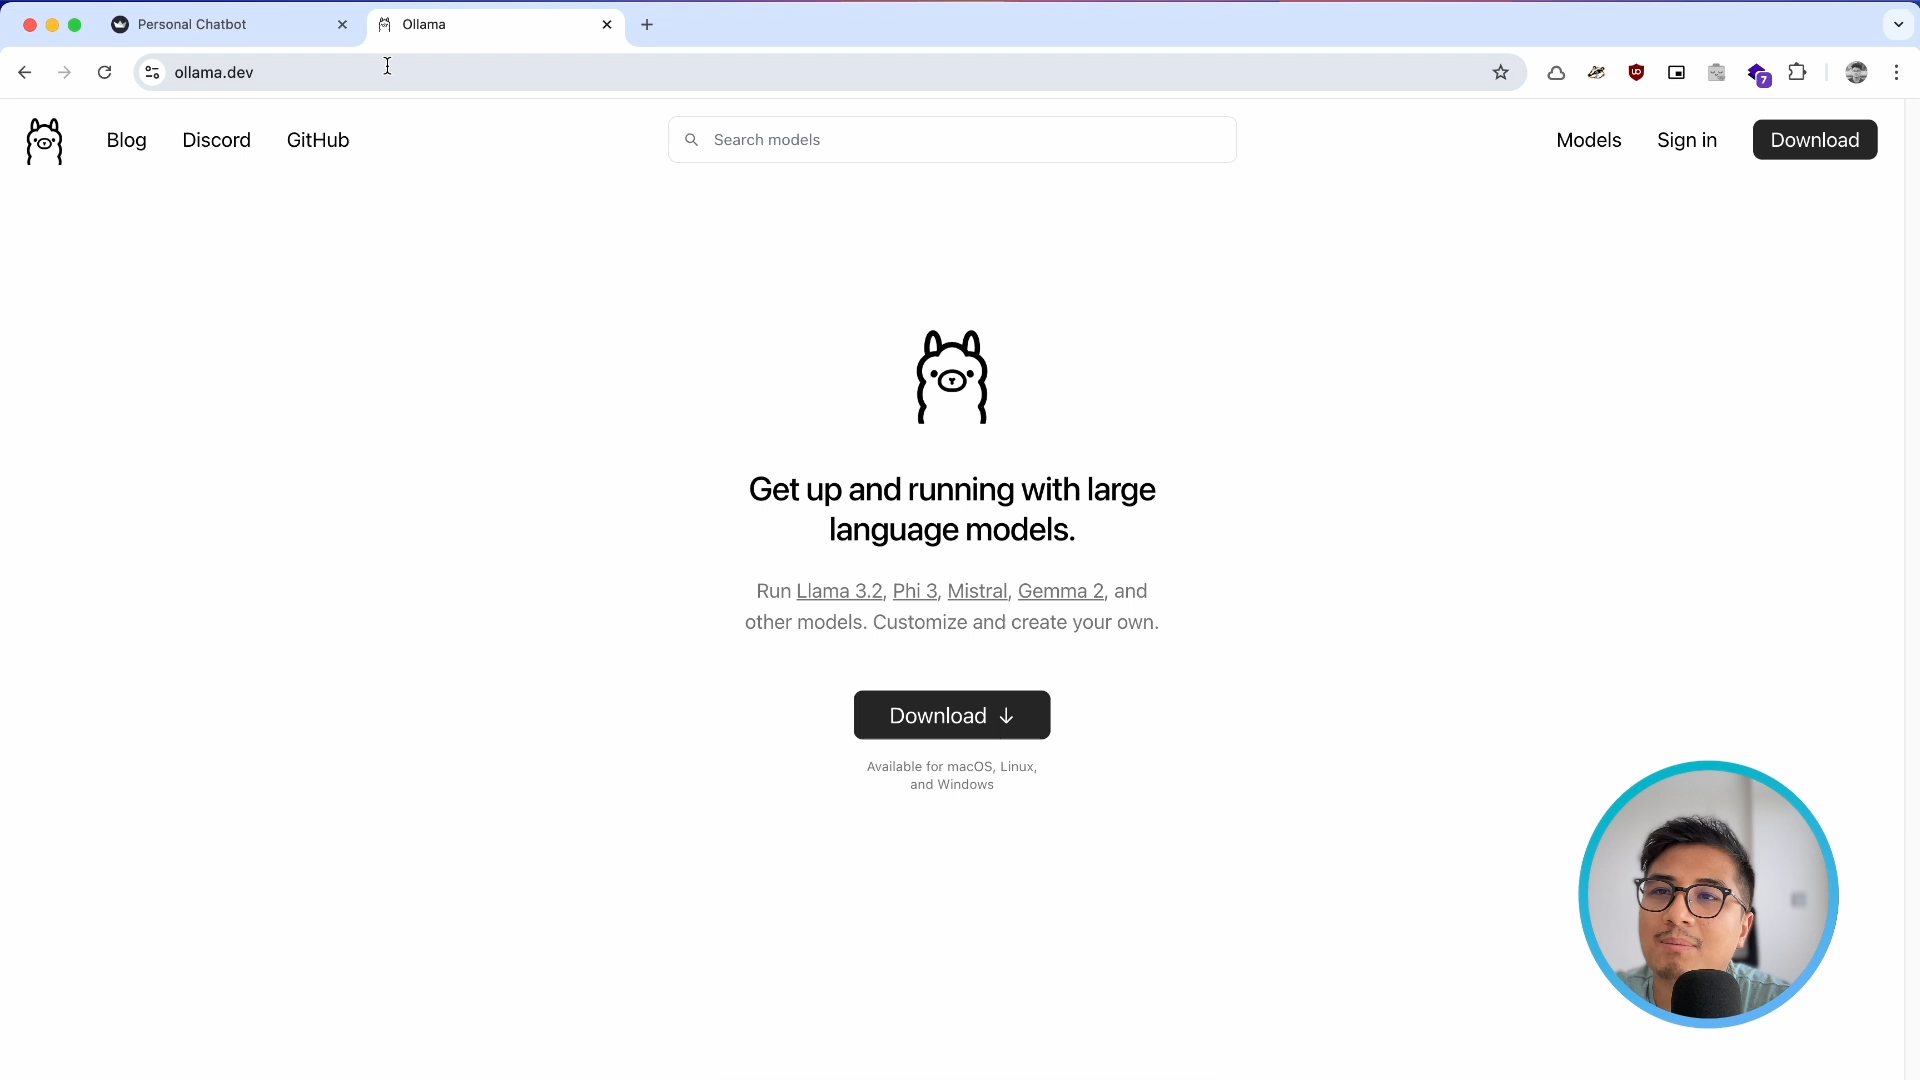 Personal Chatbot
Ollama
ollama.dev
7
Blog
Discord
GitHub
Search models
Models
Sign in
Download
Get up and running with large
language models.
Run Llama 3.2, Phi 3, Mistral, Gemma 2, and
other models. Customize and create your own.
Download ↓
Available for macOS, Linux,
and Windows